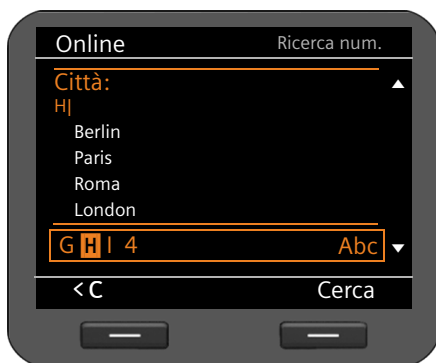 Online Ricerca num.
Città:
H|
Berlin
Paris
Roma
London
G H I 4 Abc
< C Cerca